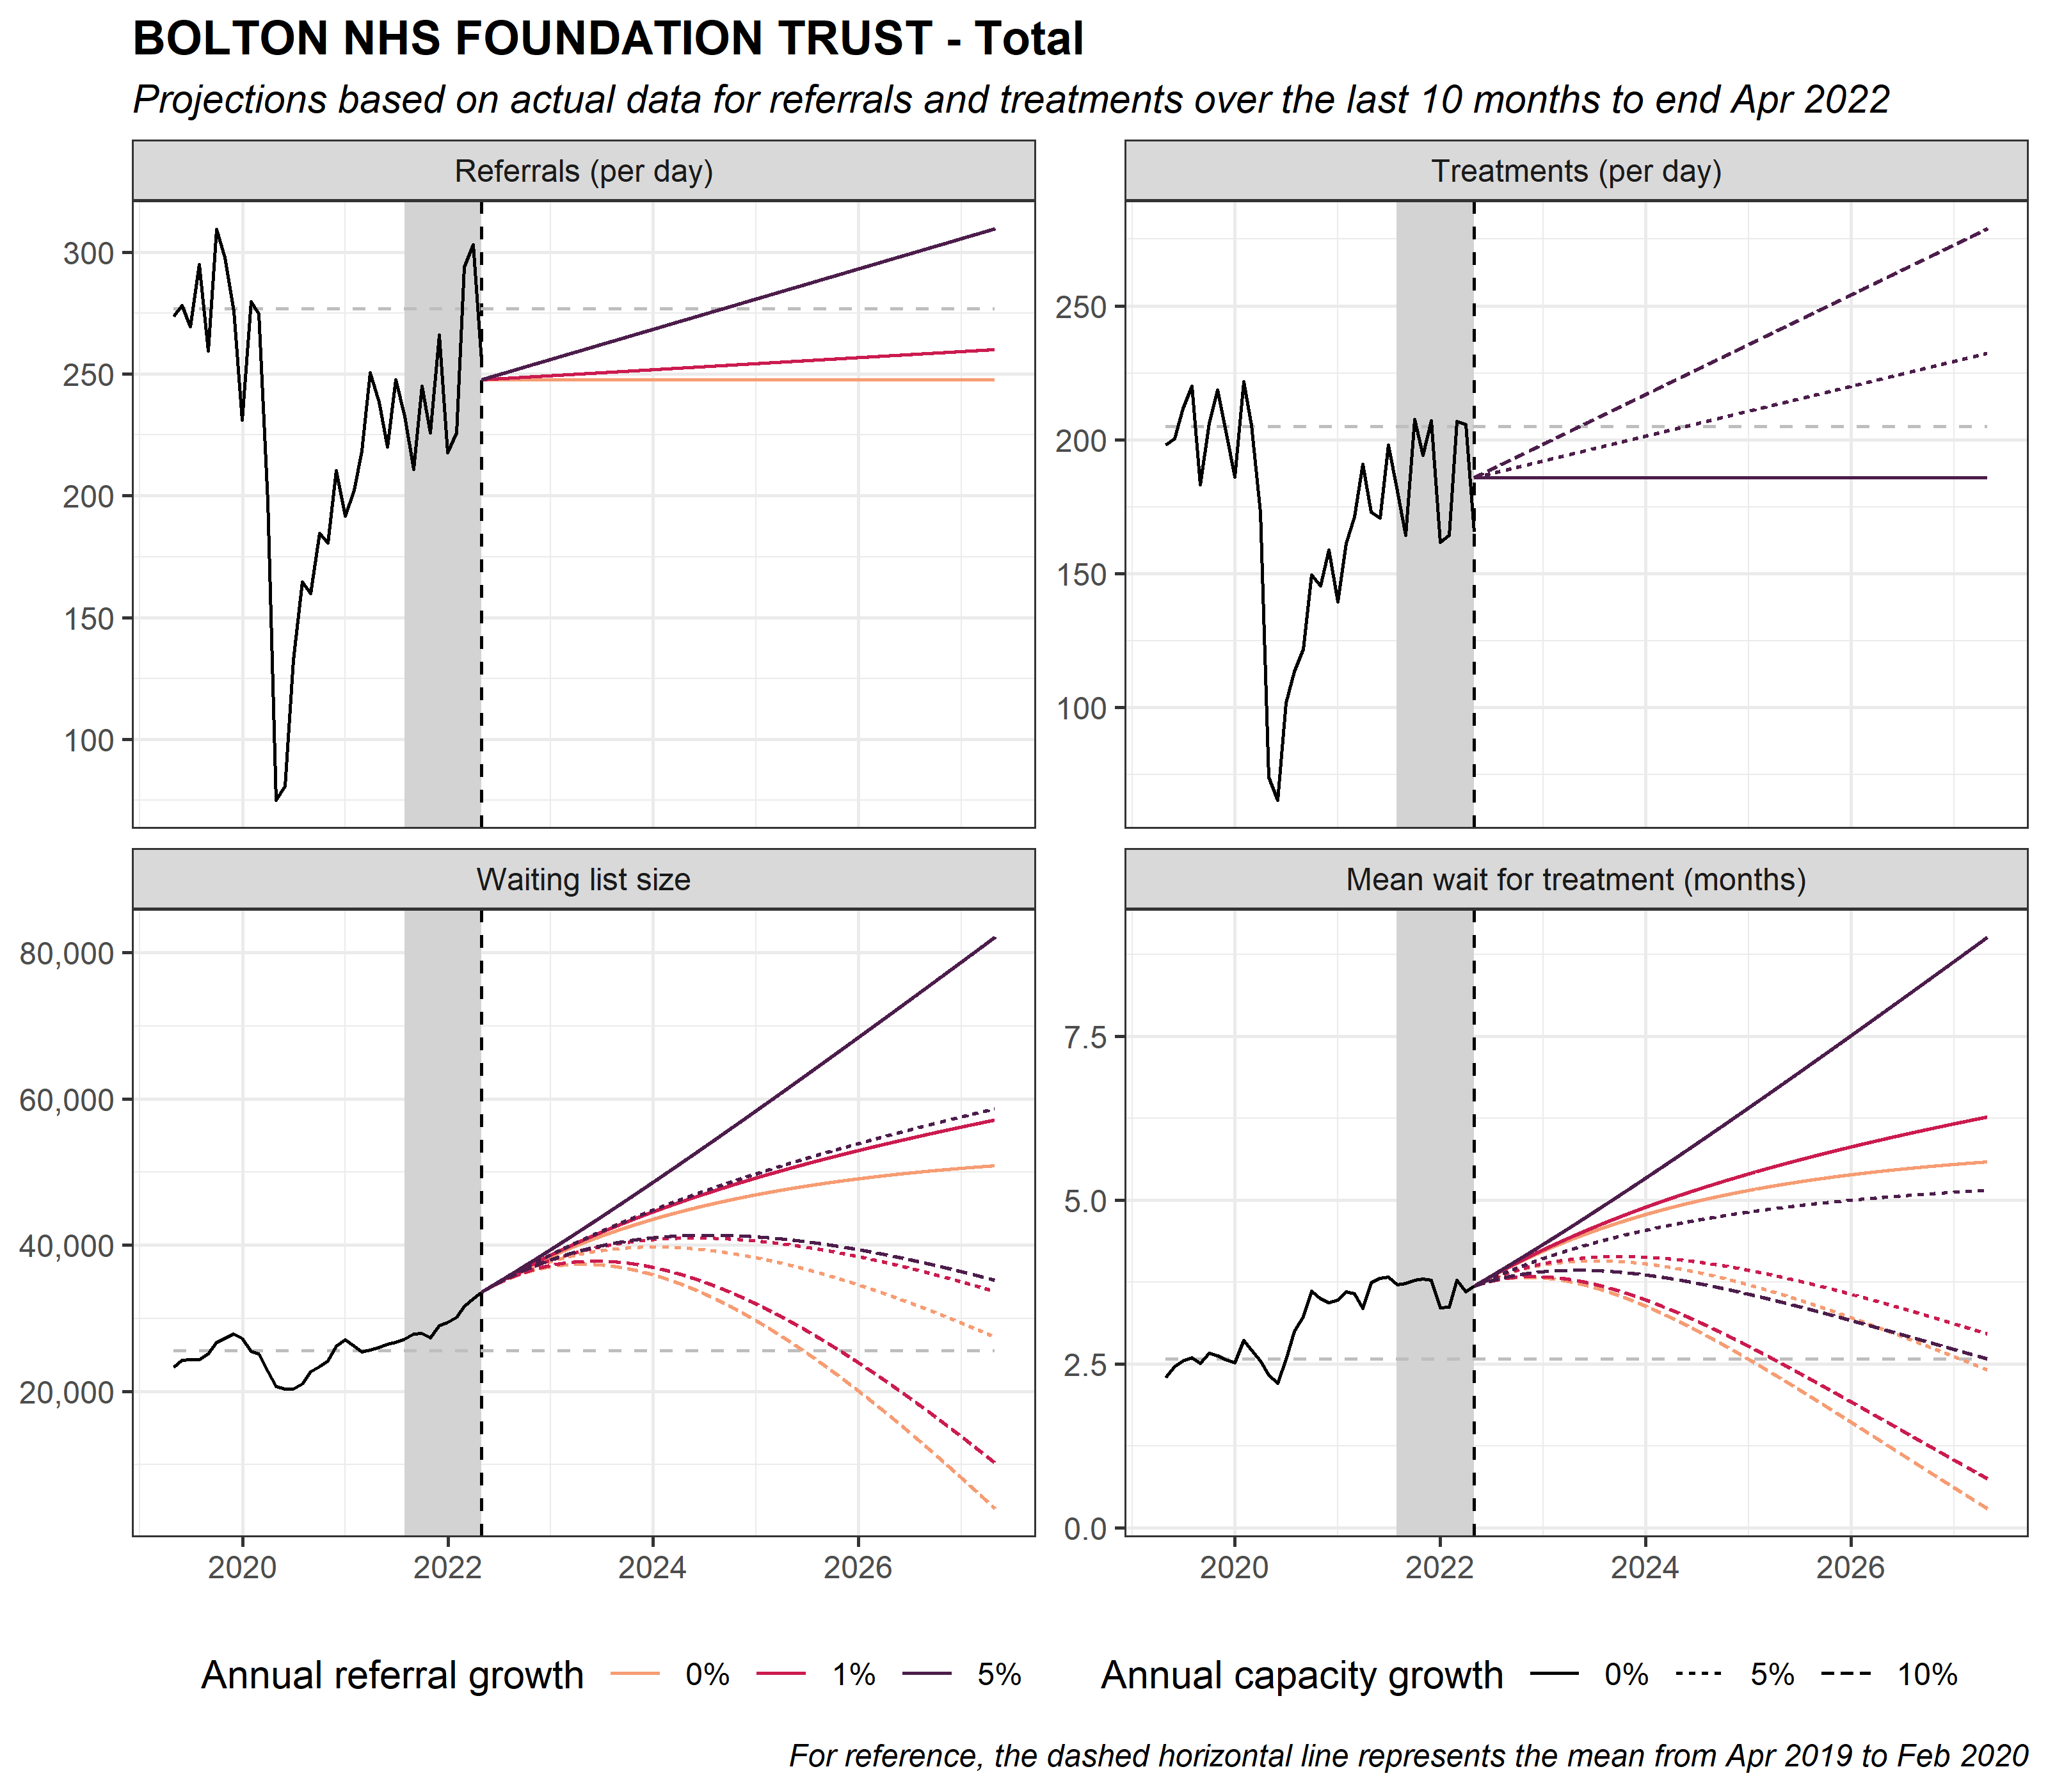 BOLTON NHS FOUNDATION TRUST - Total
Projections based on actual data for referrals and treatments over the last 10 months to end Apr 2022
Referrals (per day)
300
250
200
150
100
Treatments (per day)
250
200
150
100
Waiting list size
80,000
60,000
40,000
20,000
2020 2022 2024 2026
Mean wait for treatment (months)
7.5
5.0
2.5
0.0
2020 2022 2024 2026
Annual referral growth 0% 1% 5%
Annual capacity growth 0% 5% 10%
For reference, the dashed horizontal line represents the mean from Apr 2019 to Feb 2020